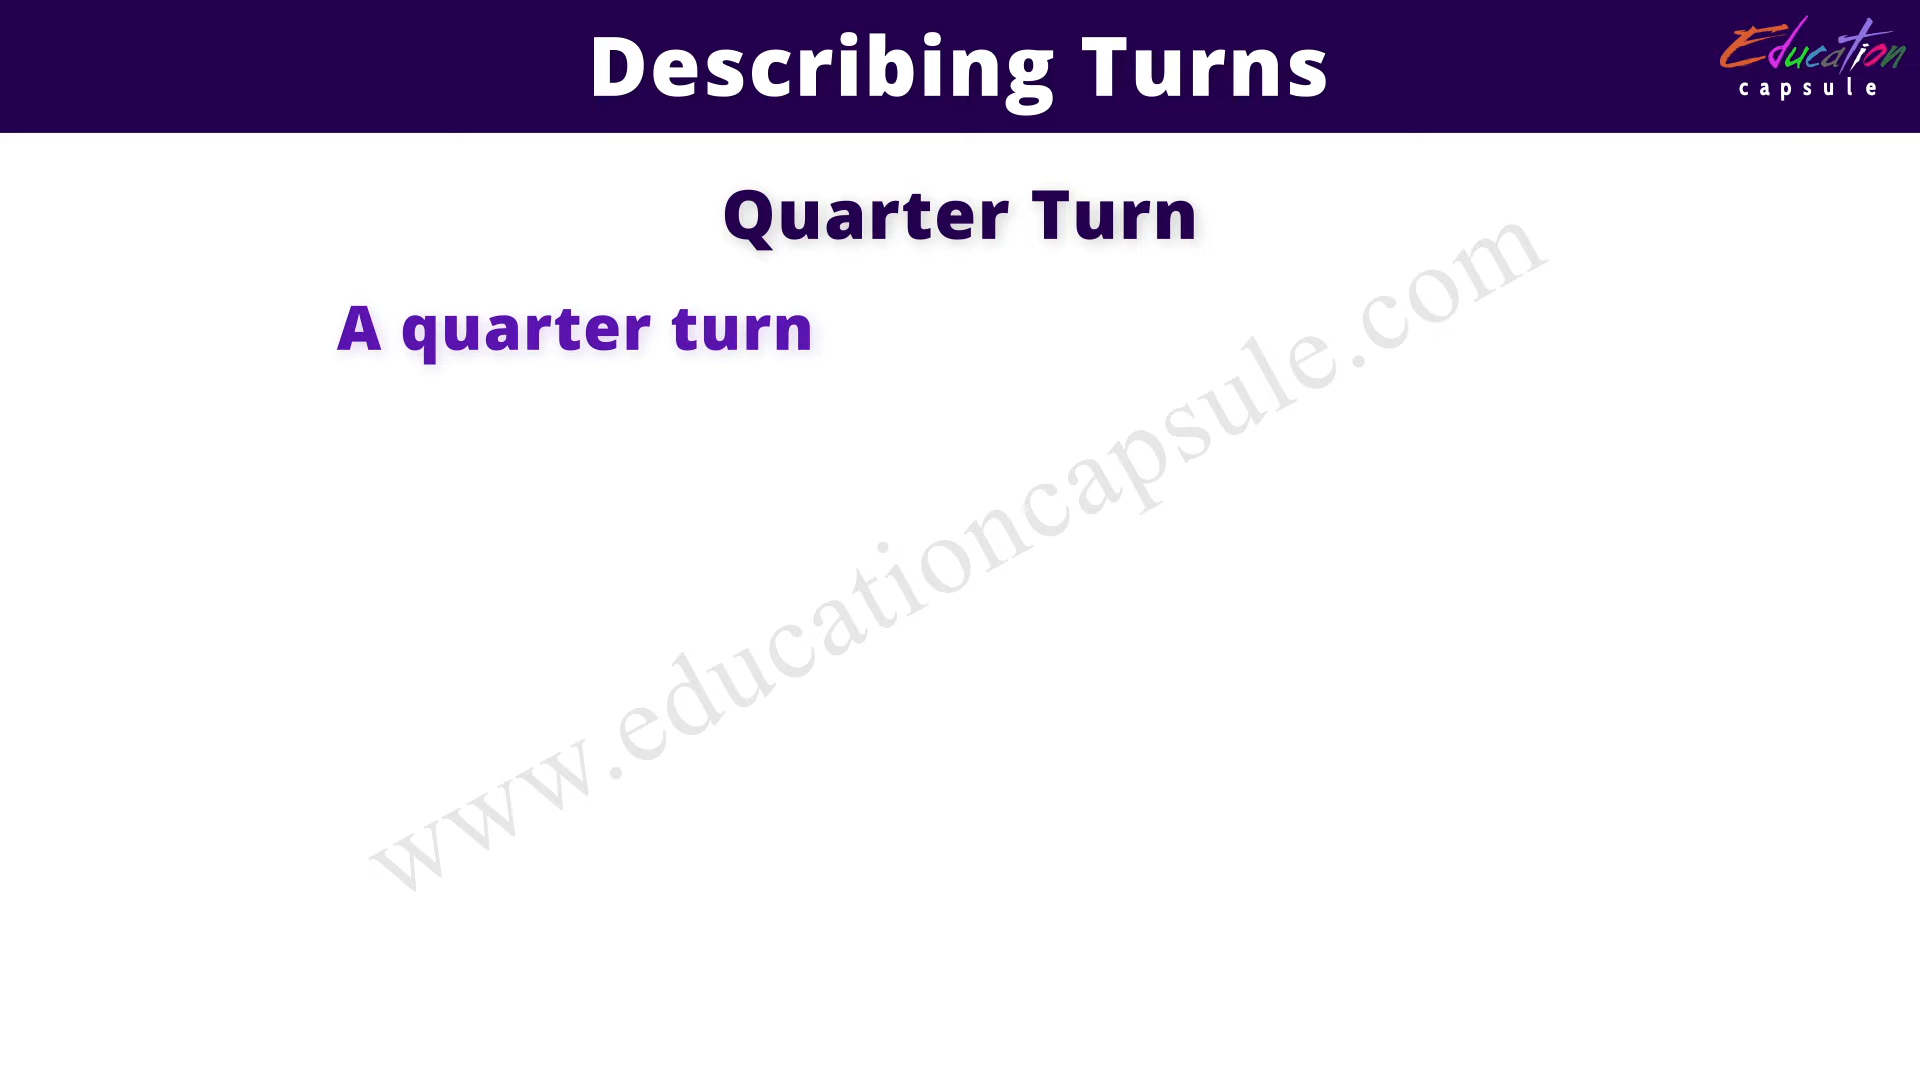 Describing Turns
Education
capsule
Quarter Turn
A quarter turn
www.educationcapsule.com